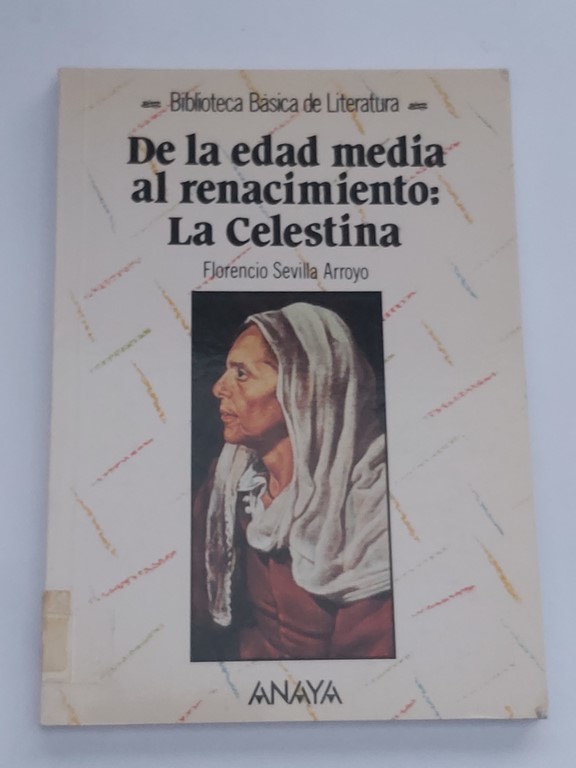 Biblioteca Básica de Literatura
De la edad media
al renacimiento:
La Celestina
Florencio Sevilla Arroyo
ANAYA